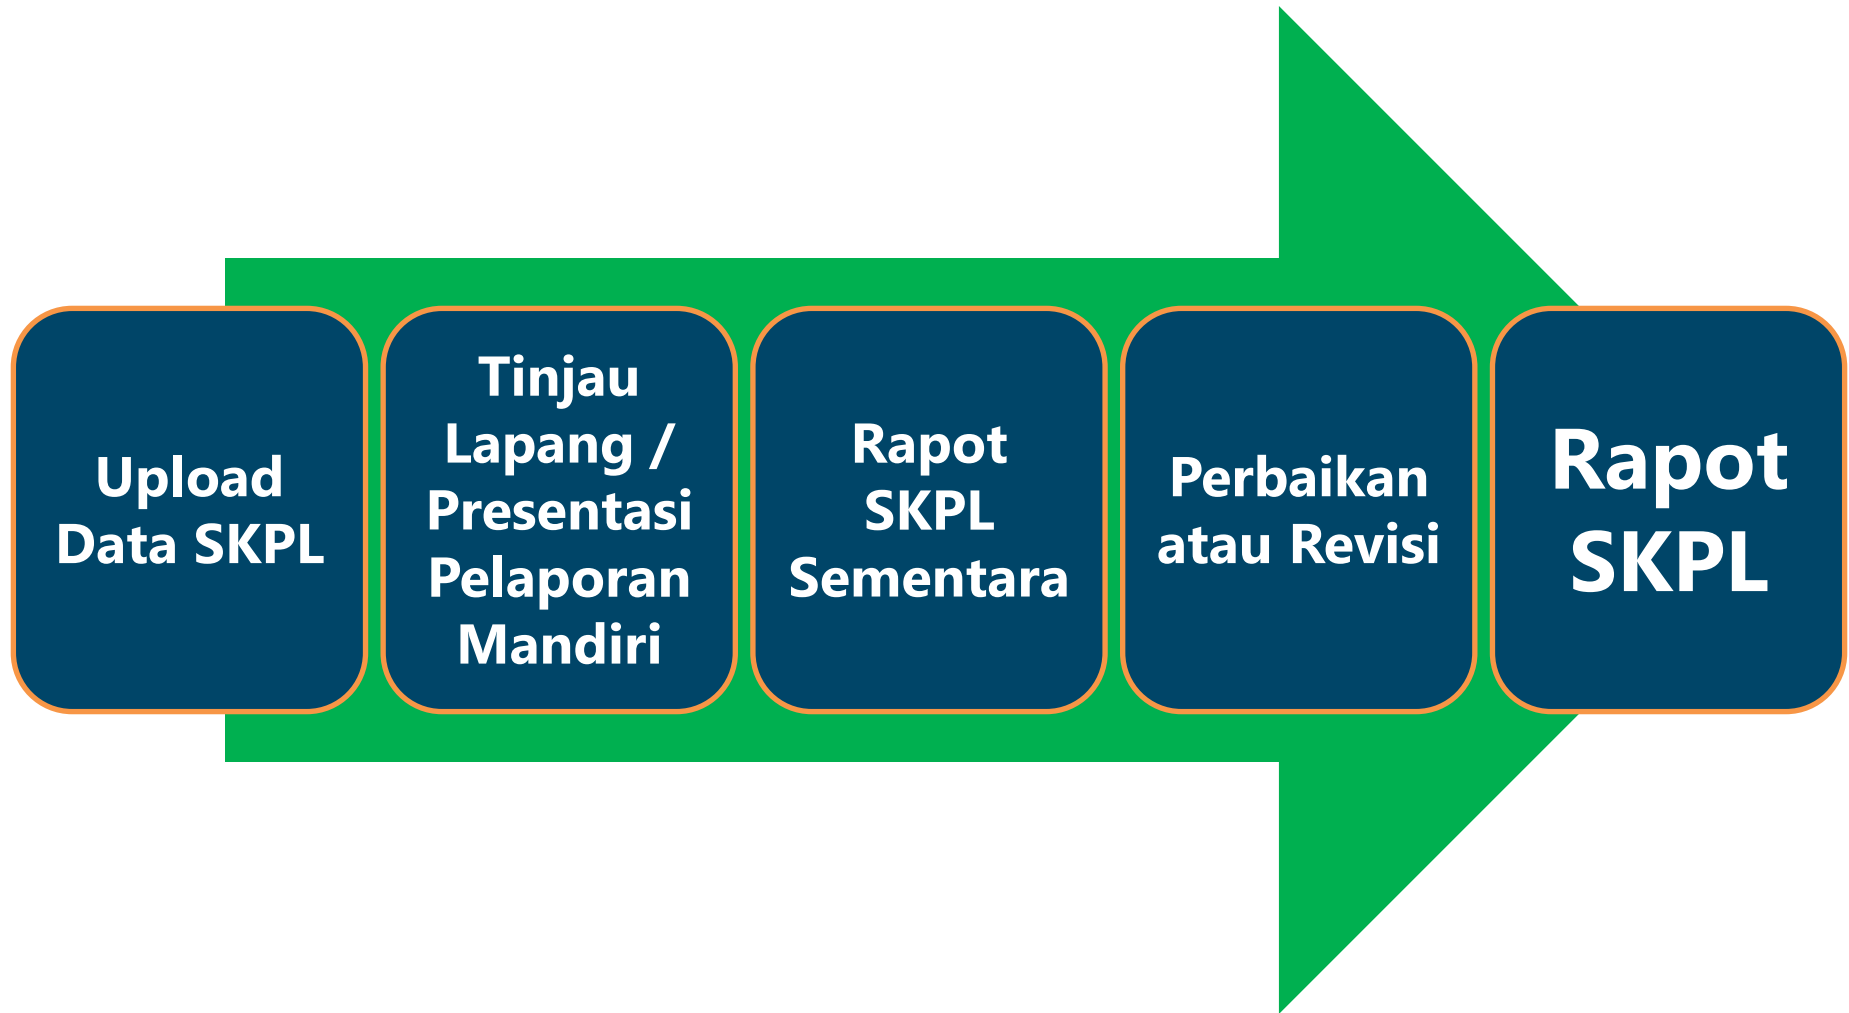 Upload
Data SKPL
Tinjau
Lapang /
Presentasi
Pelaporan
Mandiri
Rapot
SKPL
Sementara
Perbaikan
atau Revisi
Rapot
SKPL